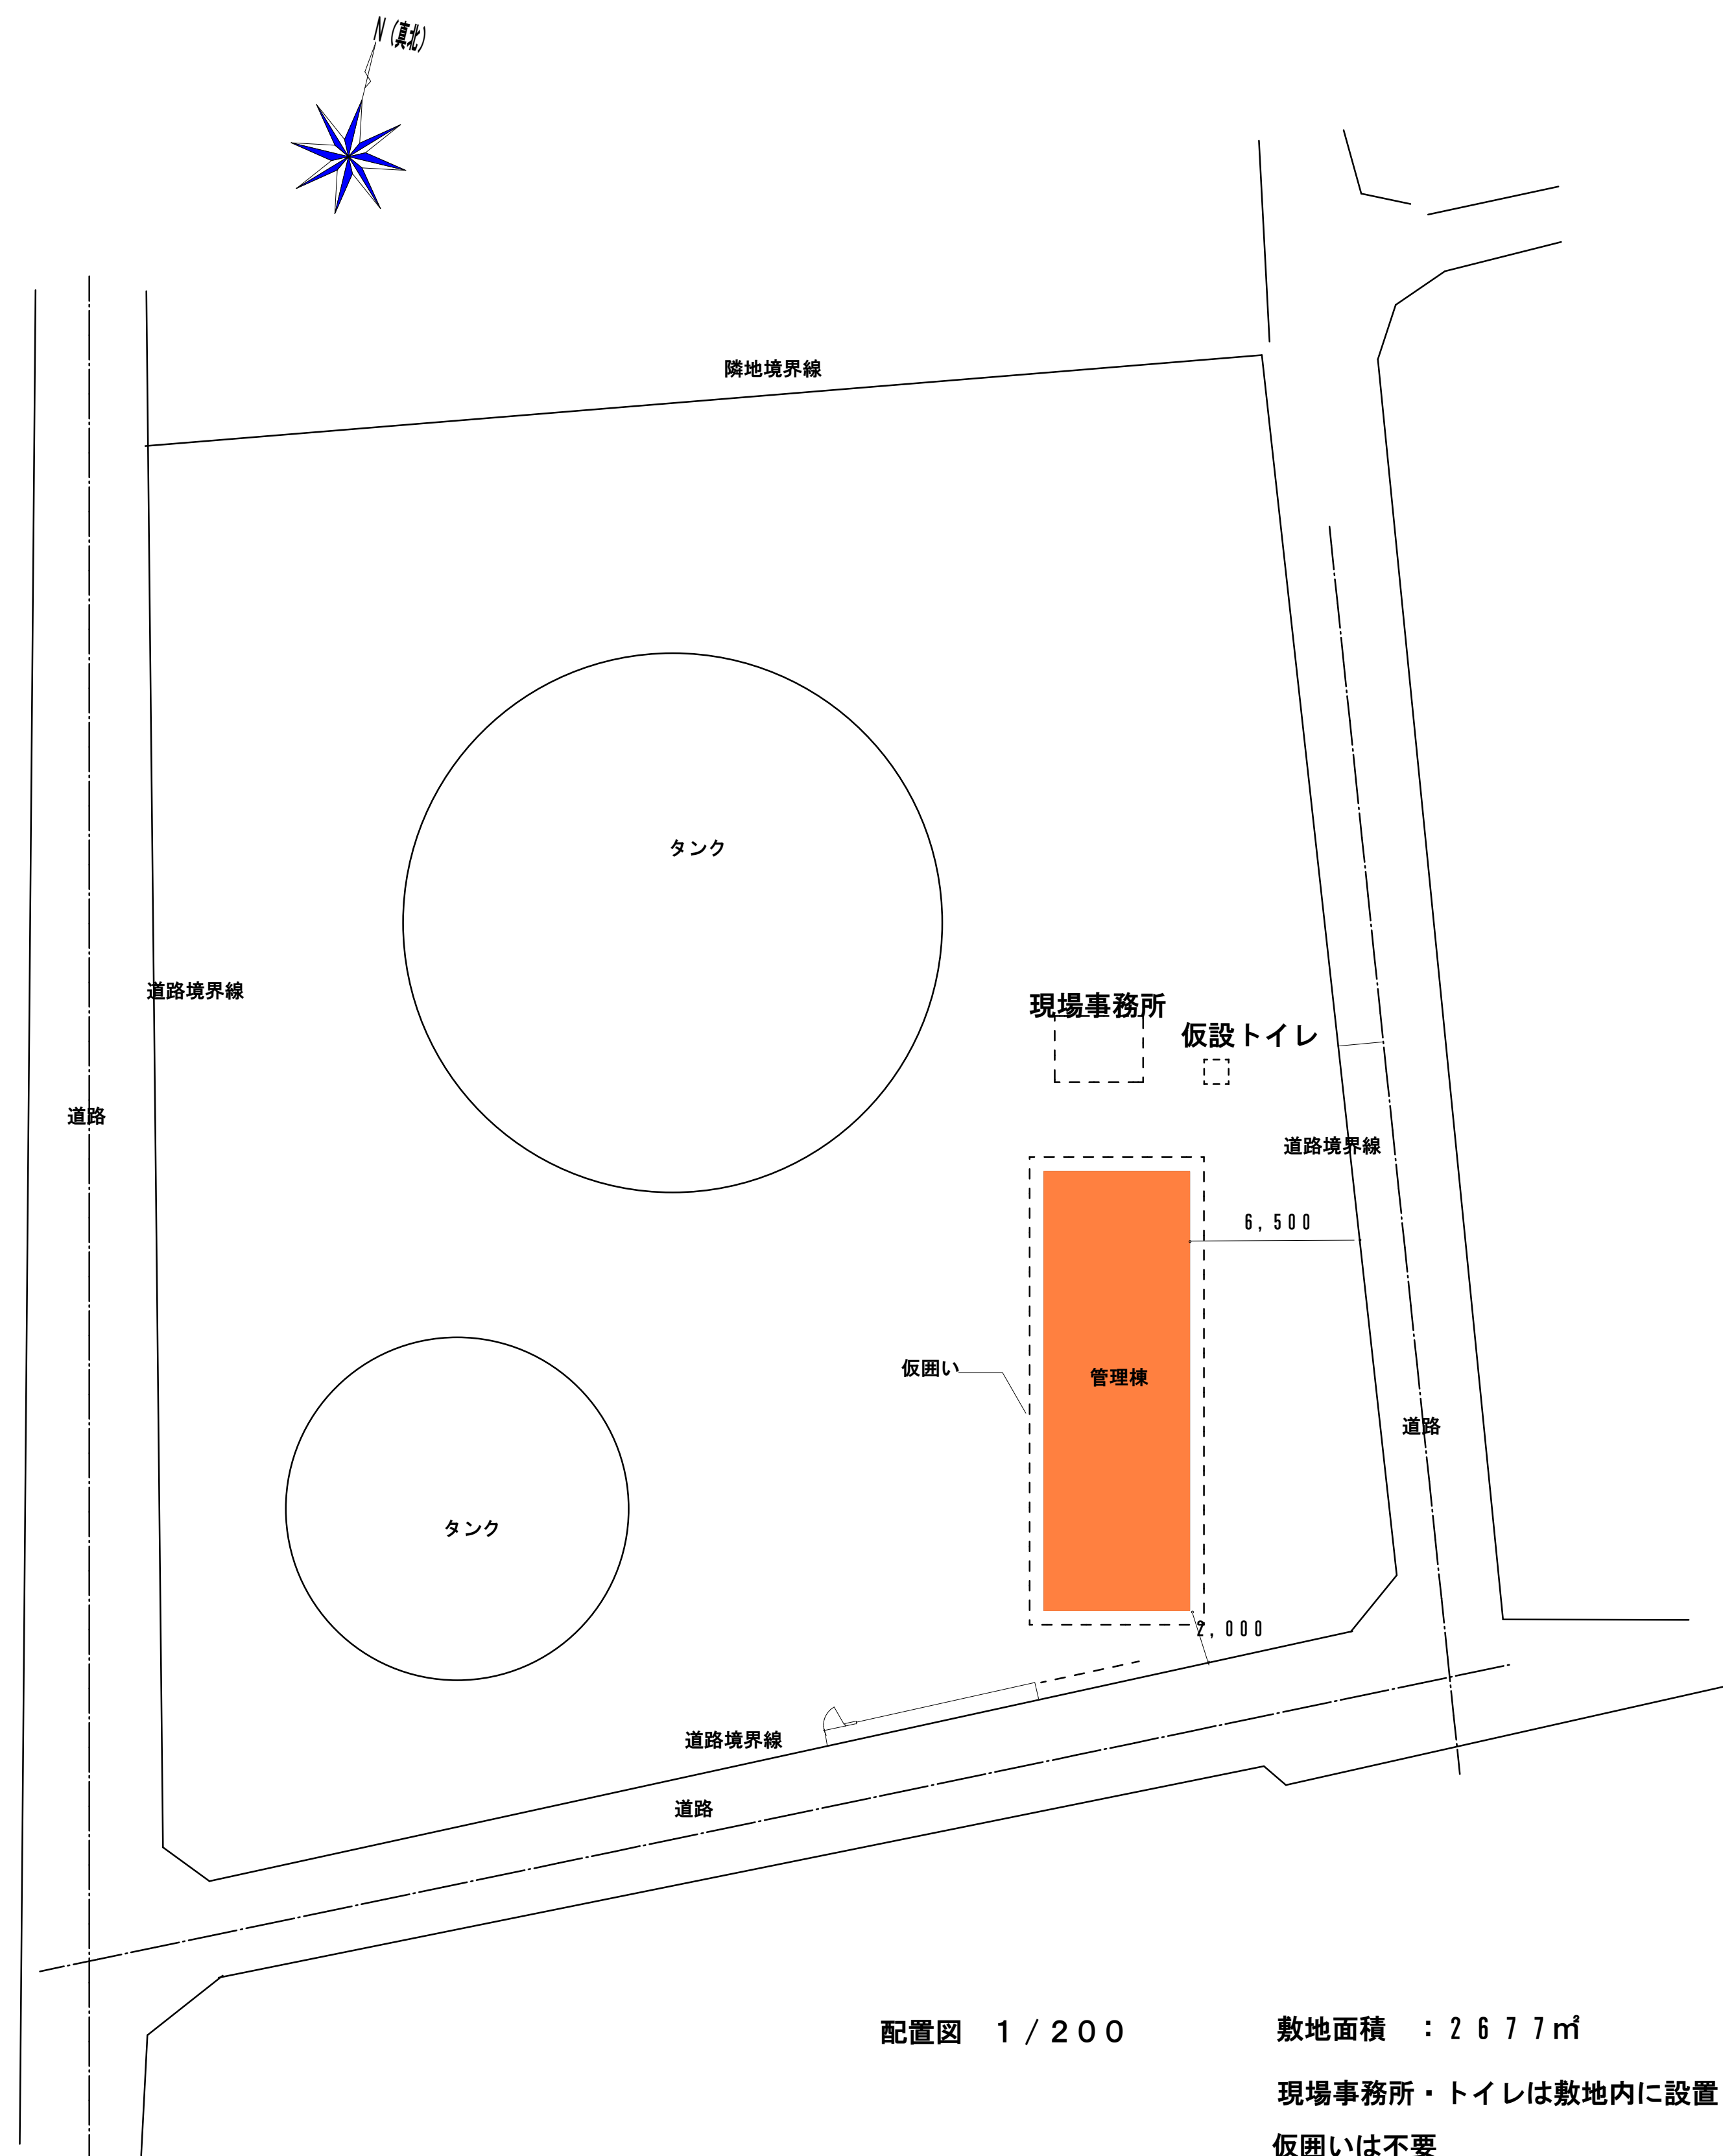 N(真北)
隣地境界線
タンク
道路境界線
現場事務所
仮設トイレ
道路
道路境界線
6,500
仮囲い
管理棟
道路
タンク
2,000
道路境界線
道路
配置図 1/200
敷地面積 :2677㎡
現場事務所・トイレは敷地内に設置
仮囲いは不要